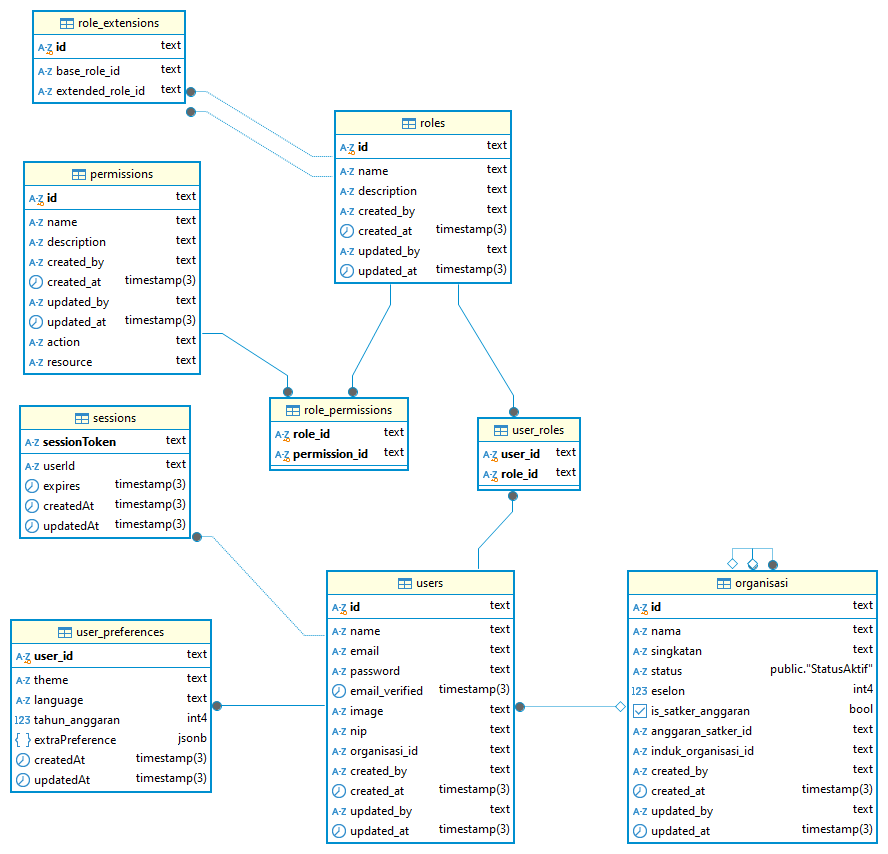 role_extensions
A-Z id text
A-Z base_role_id text
A-Z extended_role_id text
roles
A-Z id text
A-Z name text
A-Z description text
A-Z created_by text
created_at timestamp(3)
A-Z updated_by text
updated_at timestamp(3)
permissions
A-Z id text
A-Z name text
A-Z description text
A-Z created_by text
created_at timestamp(3)
A-Z updated_by text
updated_at timestamp(3)
A-Z action text
A-Z resource text
role_permissions
A-Z role_id text
A-Z permission_id text
user_roles
A-Z user_id text
A-Z role_id text
sessions
A-Z sessionToken text
A-Z userId text
expires timestamp(3)
createdAt timestamp(3)
updatedAt timestamp(3)
users
A-Z id text
A-Z name text
A-Z email text
A-Z password text
email_verified timestamp(3)
A-Z image text
A-Z nip text
A-Z organisasi_id text
A-Z created_by text
created_at timestamp(3)
A-Z updated_by text
updated_at timestamp(3)
organisasi
A-Z id text
A-Z nama text
A-Z singkatan text
A-Z status public."StatusAktif"
123 eselon int4
is_satker_anggaran bool
A-Z anggaran_satker_id text
A-Z induk_organisasi_id text
A-Z created_by text
created_at timestamp(3)
A-Z updated_by text
updated_at timestamp(3)
user_preferences
A-Z user_id text
A-Z theme text
A-Z language text
123 tahun_anggaran int4
{ } extraPreference jsonb
createdAt timestamp(3)
updatedAt timestamp(3)